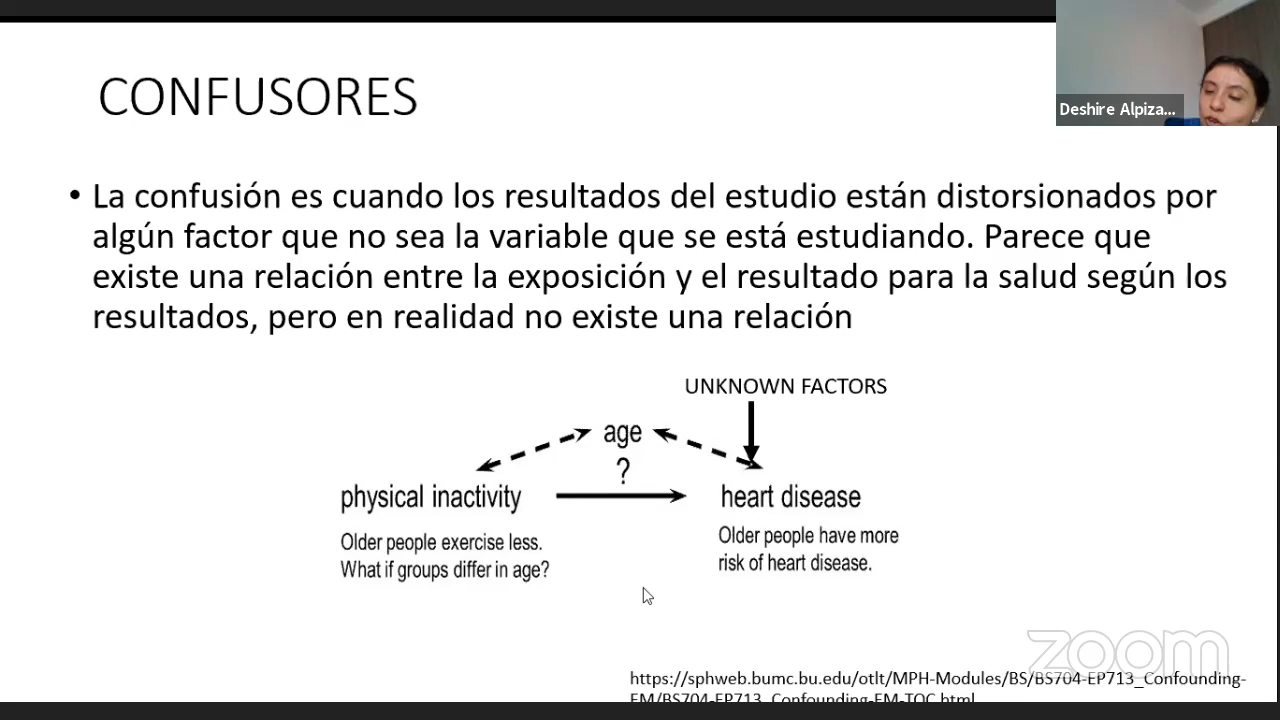 CONFUSORES
Deshire Alpiza...
• La confusión es cuando los resultados del estudio están distorsionados por
algún factor que no sea la variable que se está estudiando. Parece que
existe una relación entre la exposición y el resultado para la salud según los
resultados, pero en realidad no existe una relación
UNKNOWN FACTORS
age
?
physical inactivity
heart disease
Older people exercise less.
What if groups differ in age?
Older people have more
risk of heart disease.
zoom
https://sphweb.bumc.bu.edu/otlt/MPH-Modules/BS/BS704-EP713_Confounding-
EM/BS704-EP713_Confounding-EM-TOC.html